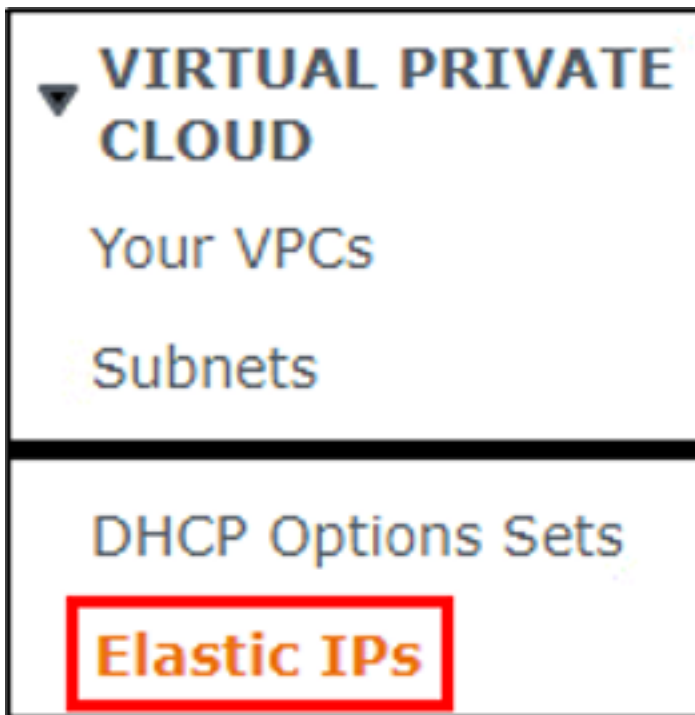 VIRTUAL PRIVATE
CLOUD
Your VPCs
Subnets
DHCP Options Sets
Elastic IPs